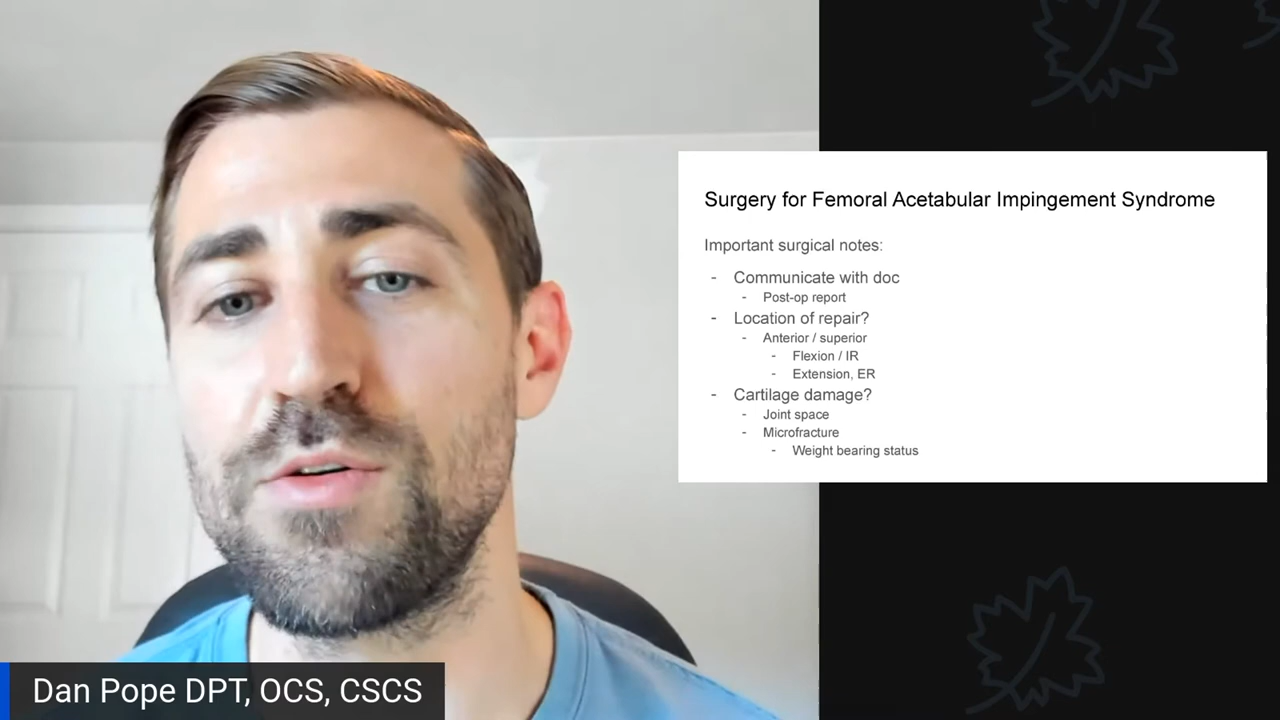 Surgery for Femoral Acetabular Impingement Syndrome
Important surgical notes:
- Communicate with doc
- Post-op report
- Location of repair?
- Anterior / superior
- Flexion / IR
- Extension, ER
- Cartilage damage?
- Joint space
- Microfracture
- Weight bearing status
Dan Pope DPT, OCS, CSCS